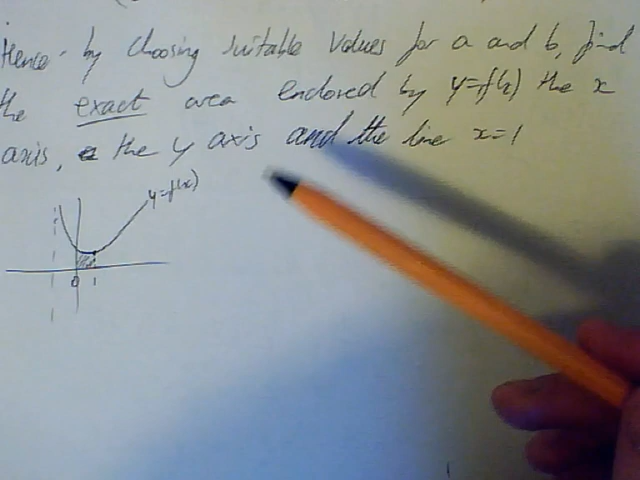 Hence - by choosing suitable values for a and b, find
the exact area enclosed by y=f(x) the x
axis, the y axis and the line x=1
y=f(x)
0 1